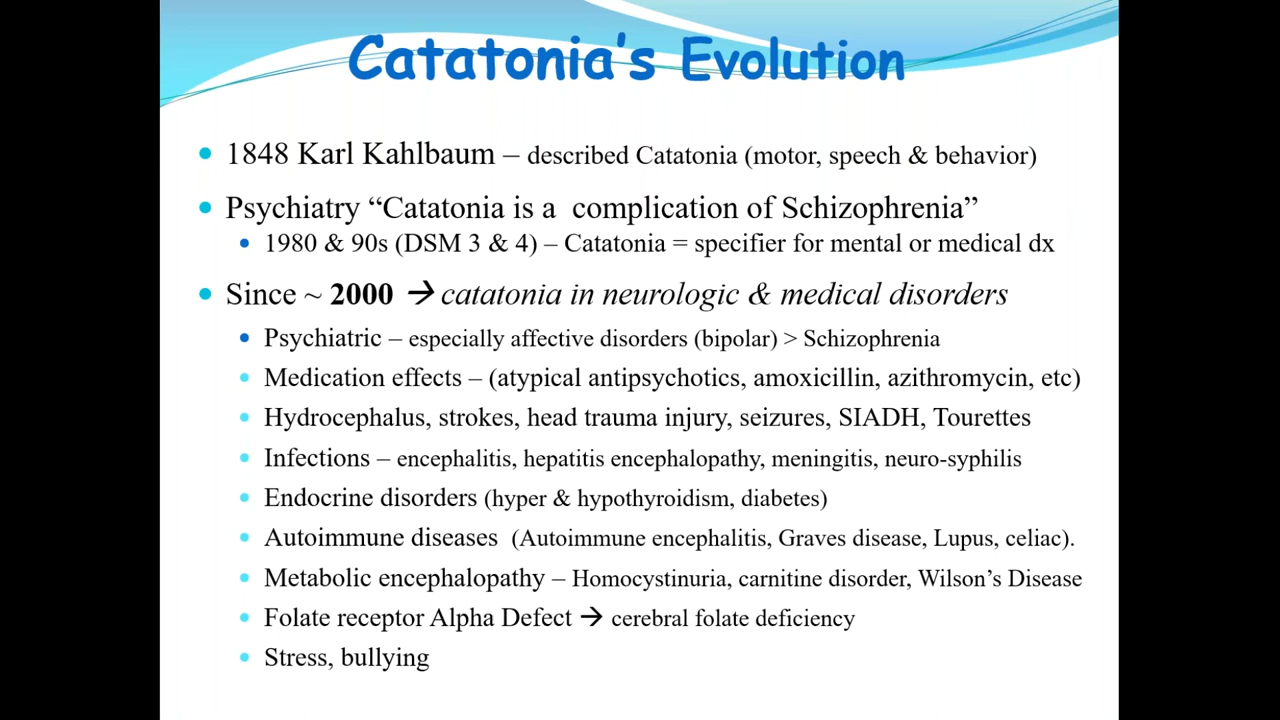 Catatonia's Evolution
1848 Karl Kahlbaum – described Catatonia (motor, speech & behavior)
Psychiatry “Catatonia is a  complication of Schizophrenia”
1980 & 90s (DSM 3 & 4) – Catatonia = specifier for mental or medical dx
Since ~ 2000 → catatonia in neurologic & medical disorders
Psychiatric – especially affective disorders (bipolar) > Schizophrenia
Medication effects – (atypical antipsychotics, amoxicillin, azithromycin, etc)
Hydrocephalus, strokes, head trauma injury, seizures, SIADH, Tourettes
Infections – encephalitis, hepatitis encephalopathy, meningitis, neuro-syphilis
Endocrine disorders (hyper & hypothyroidism, diabetes)
Autoimmune diseases  (Autoimmune encephalitis, Graves disease, Lupus, celiac).
Metabolic encephalopathy – Homocystinuria, carnitine disorder, Wilson’s Disease
Folate receptor Alpha Defect → cerebral folate deficiency
Stress, bullying